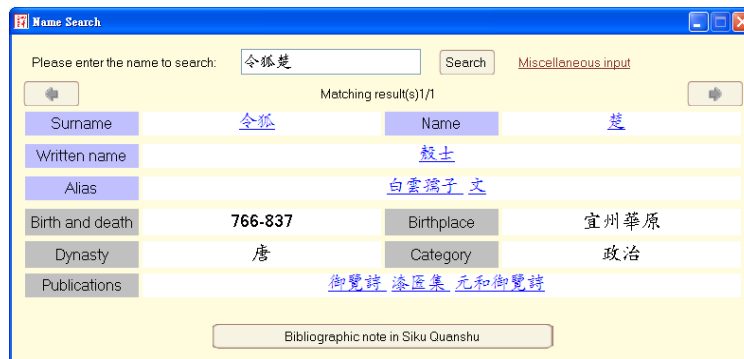 Name Search
Please enter the name to search: 令狐楚 Search Miscellaneous input
Matching result(s)1/1
Surname 令狐 Name 楚
Written name 殼士
Alias 白雲孺子 文
Birth and death 766-837 Birthplace 宜州華原
Dynasty 唐 Category 政治
Publications 御覽詩 漆匧集 元和御覽詩
Bibliographic note in Siku Quanshu